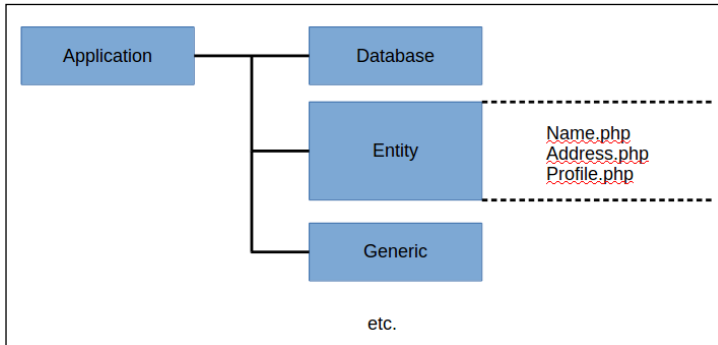 Application
Database
Entity
Name.php
Address.php
Profile.php
Generic
etc.